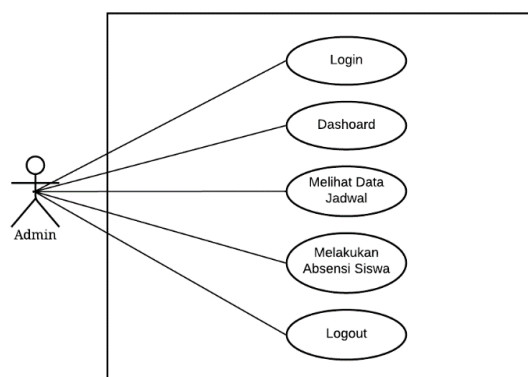 Login
Dashoard
Melihat Data
Jadwal
Admin
Melakukan
Absensi Siswa
Logout